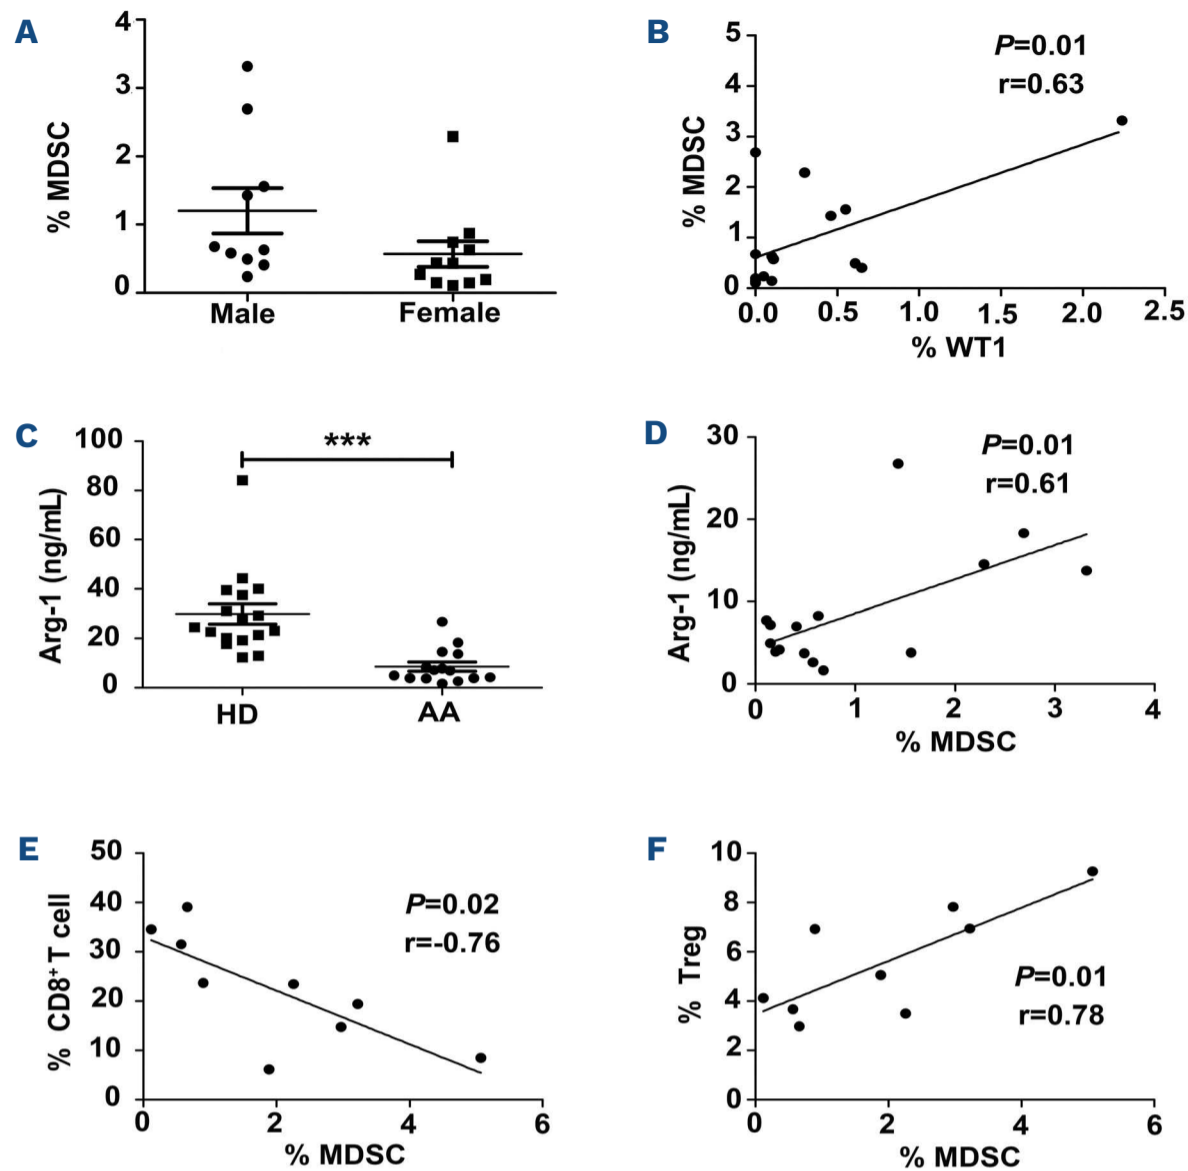 A
% MDSC
4
3
2
1
0
Male Female
B
% MDSC
5
4
3
2
1
0
P=0.01
r=0.63
0.0 0.5 1.0 1.5 2.0 2.5
% WT1
C
Arg-1 (ng/mL)
100
80
60
40
20
0
***
HD AA
D
Arg-1 (ng/mL)
30
20
10
0
P=0.01
r=0.61
0 1 2 3 4
% MDSC
E
% CD8⁺ T cell
50
40
30
20
10
0
P=0.02
r=-0.76
0 2 4 6
% MDSC
F
% Treg
10
8
6
4
2
0
P=0.01
r=0.78
0 2 4 6
% MDSC